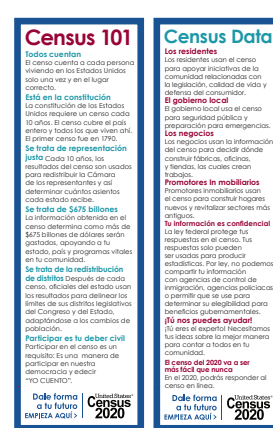 Census 101
Todos cuentan
El censo cuenta a cada persona
viviendo en los Estados Unidos
solo una vez y en el lugar
correcto.
Está en la constitución
La constitución de los Estados
Unidos requiere un censo cada
10 años. El censo cubre el país
entero y todos los que viven ahí.
El primer censo fue en 1790.
Se trata de representación
justa Cada 10 años, los
resultados del censo son usados
para redistribuir la Cámara
de los representantes y así
determinar cuántos asientos
cada estado recibe.
Se trata de $675 billones
La información obtenida en el
censo determina como más de
$675 billones de dólares serán
gastados, apoyando a tu
estado, país y programas vitales
en tu comunidad.
Se trata de la redistribución
de distritos Después de cada
censo, oficiales del estado usan
los resultados para delinear los
límites de sus distritos legislativos
del Congreso y del Estado,
adaptándose a los cambios de
población.
Participar es tu deber civil
Participar en el censo es un
requisito: Es una manera de
participar en nuestra
democracia y decir
"YO CUENTO".
Dale forma
a tu futuro
EMPIEZA AQUÍ >
United States®
Census
2020
Census Data
Los residentes
Los residentes usan el censo
para apoyar iniciativas de la
comunidad relacionadas con
la legislación, calidad de vida y
defensa del consumidor.
El gobierno local
El gobierno local usa el censo
para seguridad pública y
preparación para emergencias.
Los negocios
Los negocios usan la información
del censo para decidir dónde
construir fábricas, oficinas,
y tiendas, las cuales crean
trabajos.
Promotores in mobiliarios
Promotores inmobiliarios usan
el censo para construir hogares
nuevos y revitalizar sectores más
antiguos.
Tu información es confidencial
La ley federal protege tus
respuestas en el censo. Tus
respuestas solo pueden
ser usadas para producir
estadísticas. Por ley, no podemos
compartir tu información
con agencias de control de
inmigración, agencias policiacas
o permitir que se use para
determinar su elegibilidad para
beneficios gubernamentales.
¡Tú nos puedes ayudar!
¡Tú eres el experto! Necesitamos
tus ideas sobre la mejor manera
para contar a todos en tu
comunidad.
El censo del 2020 va a ser
más fácil que nunca
En el 2020, podrás responder al
censo en línea.
Dale forma
a tu futuro
EMPIEZA AQUÍ >
United States®
Census
2020